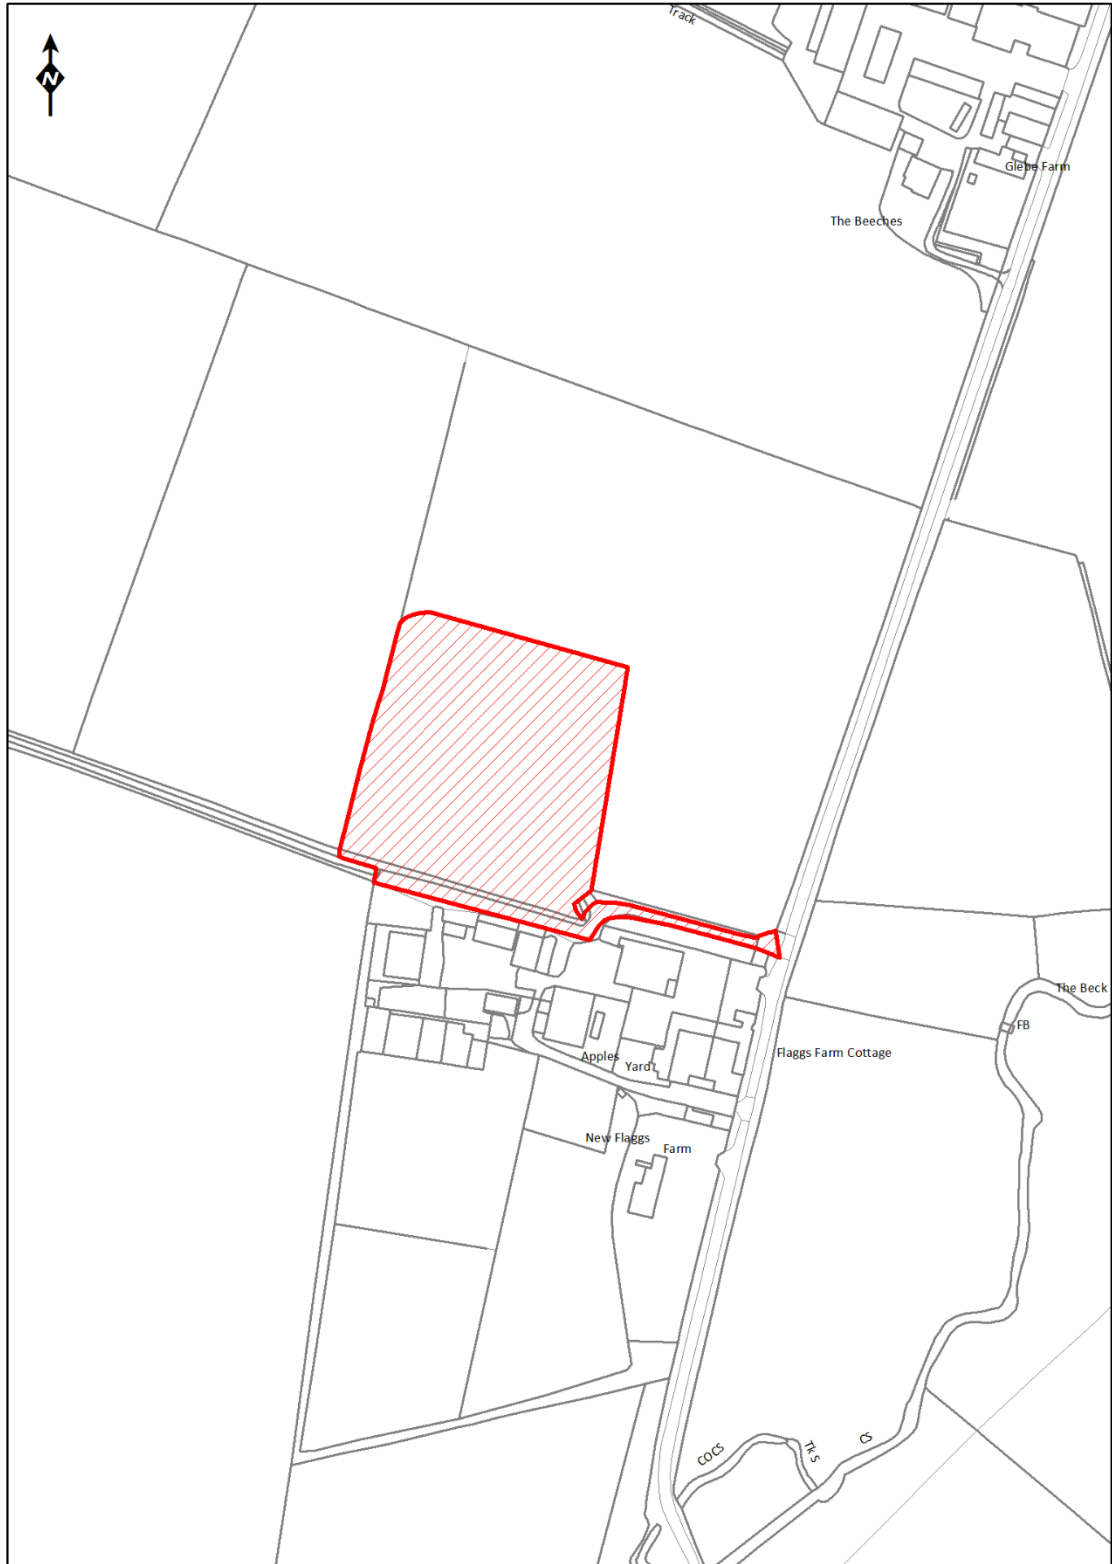 Track
N
Glebe Farm
The Beeches
The Beck
FB
Flaggs Farm Cottage
Apples
Yard
New Flaggs
Farm
COCS
Tk S
CS